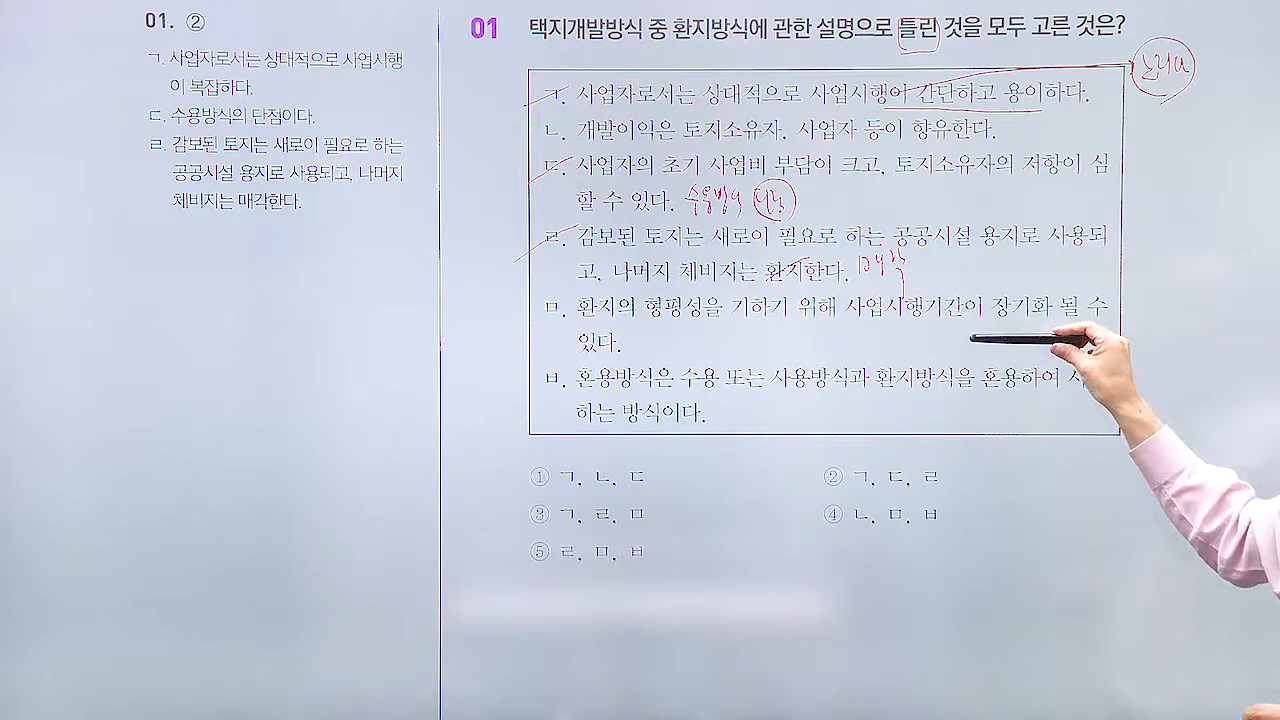 01. ②
ㄱ. 사업자로서는 상대적으로 사업시행
이 복잡하다.
ㄷ. 수용방식의 단점이다.
ㄹ. 감보된 토지는 새로이 필요로 하는
공공시설 용지로 사용되고, 나머지
체비지는 매각한다.
01 택지개발방식 중 환지방식에 관한 설명으로 틀린 것을 모두 고른 것은?
ㄱ. 사업자로서는 상대적으로 사업시행이 간단하고 용이하다.
ㄴ. 개발이익은 토지소유자, 사업자 등이 향유한다.
ㄷ. 사업자의 초기 사업비 부담이 크고, 토지소유자의 저항이 심
할 수 있다. 수용방식
ㄹ. 감보된 토지는 새로이 필요로 하는 공공시설 용지로 사용되
고, 나머지 체비지는 환지한다. 매각
ㅁ. 환지의 형평성을 기하기 위해 사업시행기간이 장기화 될 수
있다.
ㅂ. 혼용방식은 수용 또는 사용방식과 환지방식을 혼용하여
하는 방식이다.
① ㄱ, ㄴ, ㄷ ② ㄱ, ㄷ, ㄹ
③ ㄱ, ㄹ, ㅁ ④ ㄴ, ㅁ, ㅂ
⑤ ㄹ, ㅁ, ㅂ